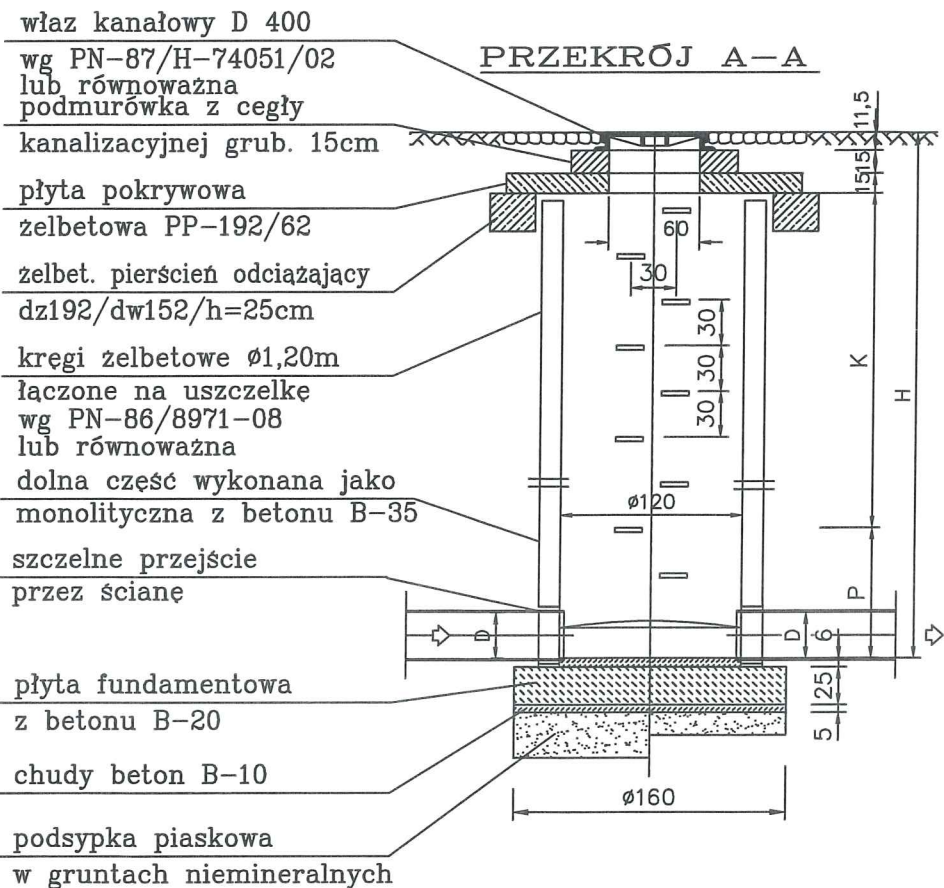 właz kanałowy D 400
wg PN-87/H-74051/02
lub równoważna
podmurówka z cegły
kanalizacyjnej grub. 15cm
płyta pokrywowa
żelbetowa PP-192/62
żelbet. pierścień odciążający
dz192/dw152/h=25cm
kręgi żelbetowe ø1,20m
łączone na uszczelkę
wg PN-86/8971-08
lub równoważna
dolna część wykonana jako
monolityczna z betonu B-35
szczelne przejście
przez ścianę
płyta fundamentowa
z betonu B-20
chudy beton B-10
podsypka piaskowa
w gruntach niemineralnych
PRZEKRÓJ A-A
11,5
15
15
60
30
30
30
30
K
H
ø120
P
D
D
6
25
5
ø160